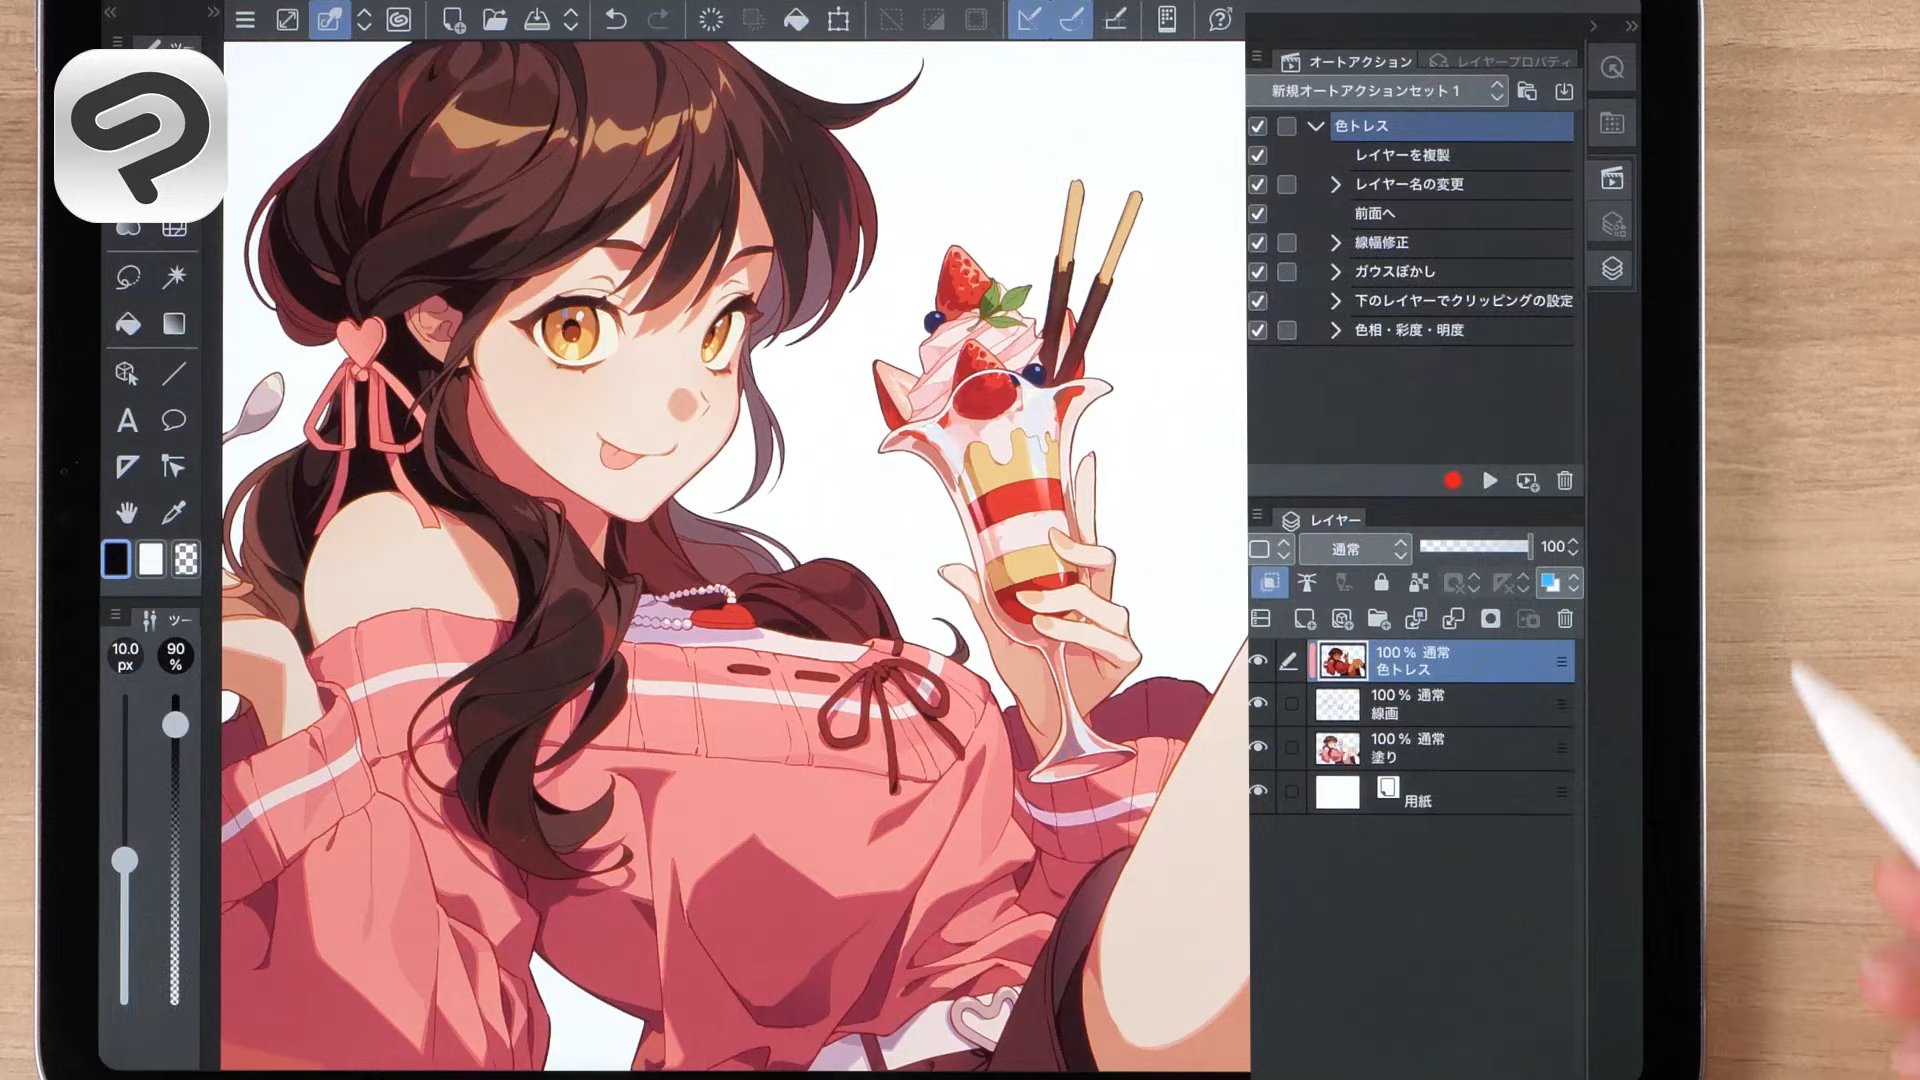 ツー
オートアクション
レイヤープロパティ
新規オートアクションセット 1
色トレス
レイヤーを複製
レイヤー名の変更
前面へ
線幅修正
ガウスぼかし
下のレイヤーでクリッピングの設定
色相・彩度・明度
A
レイヤー
通常
100
ツー
10.0
px
90
%
100 % 通常
色トレス
100 % 通常
線画
100 % 通常
塗り
用紙